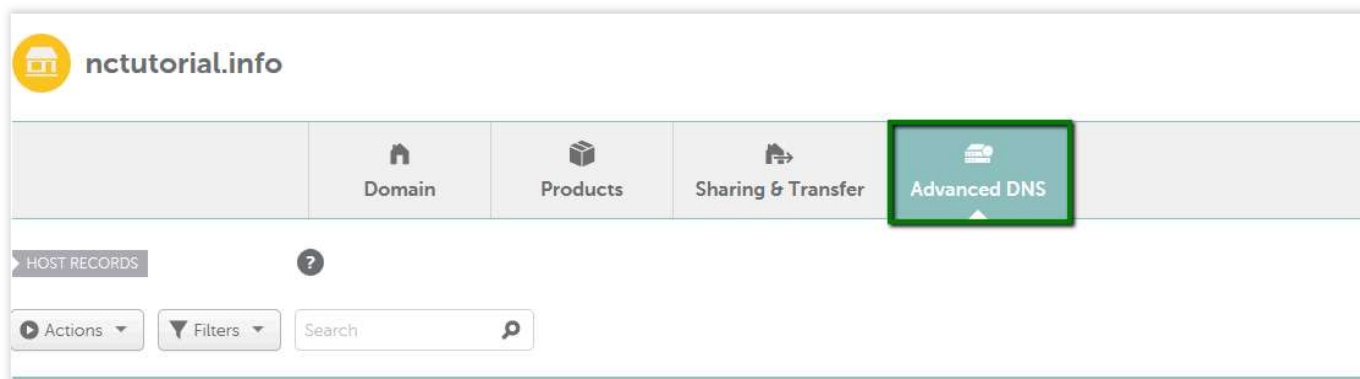 nctutorial.info
Domain Products Sharing & Transfer Advanced DNS
HOST RECORDS ?
Actions Filters Search